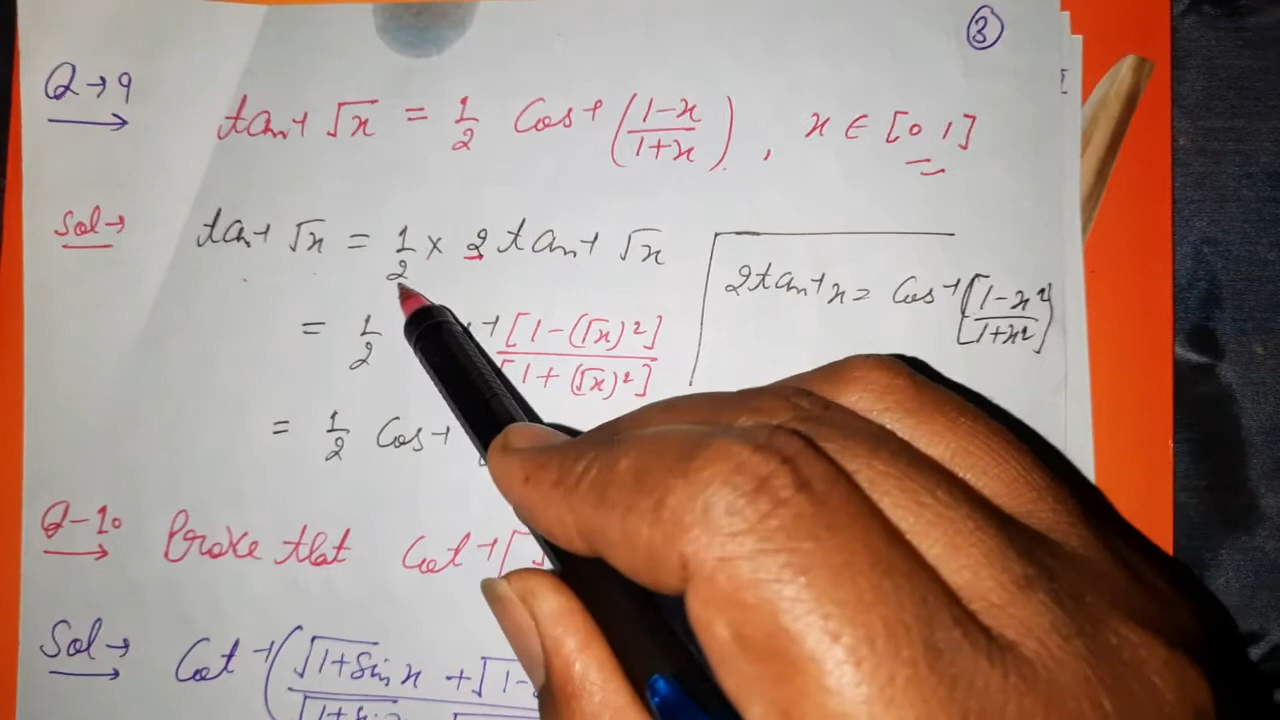 3
Q→9
tan⁻¹ √x = 1/2 Cos⁻¹ (1-x/1+x), x ∈ [0 1]
Sol→
tan⁻¹ √x = 1/2 × 2 tan⁻¹ √x
2tan⁻¹x = Cos⁻¹ [1-x²/1+x²]
= 1/2 [1-(√x)²]/[1+(√x)²]
= 1/2 Cos⁻¹
Q-10 Prove that Cot⁻¹ [
Sol→ Cot⁻¹ (√1+sin x + √1-